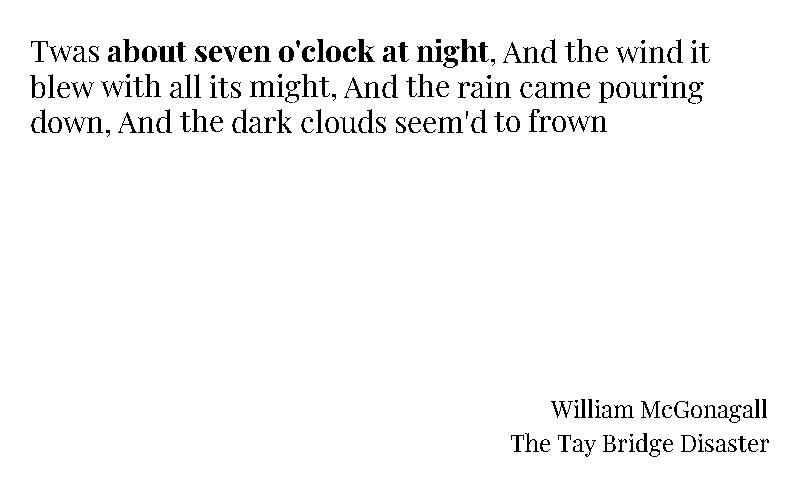 Twas about seven o'clock at night, And the wind it
blew with all its might, And the rain came pouring
down, And the dark clouds seem'd to frown
William McGonagall
The Tay Bridge Disaster